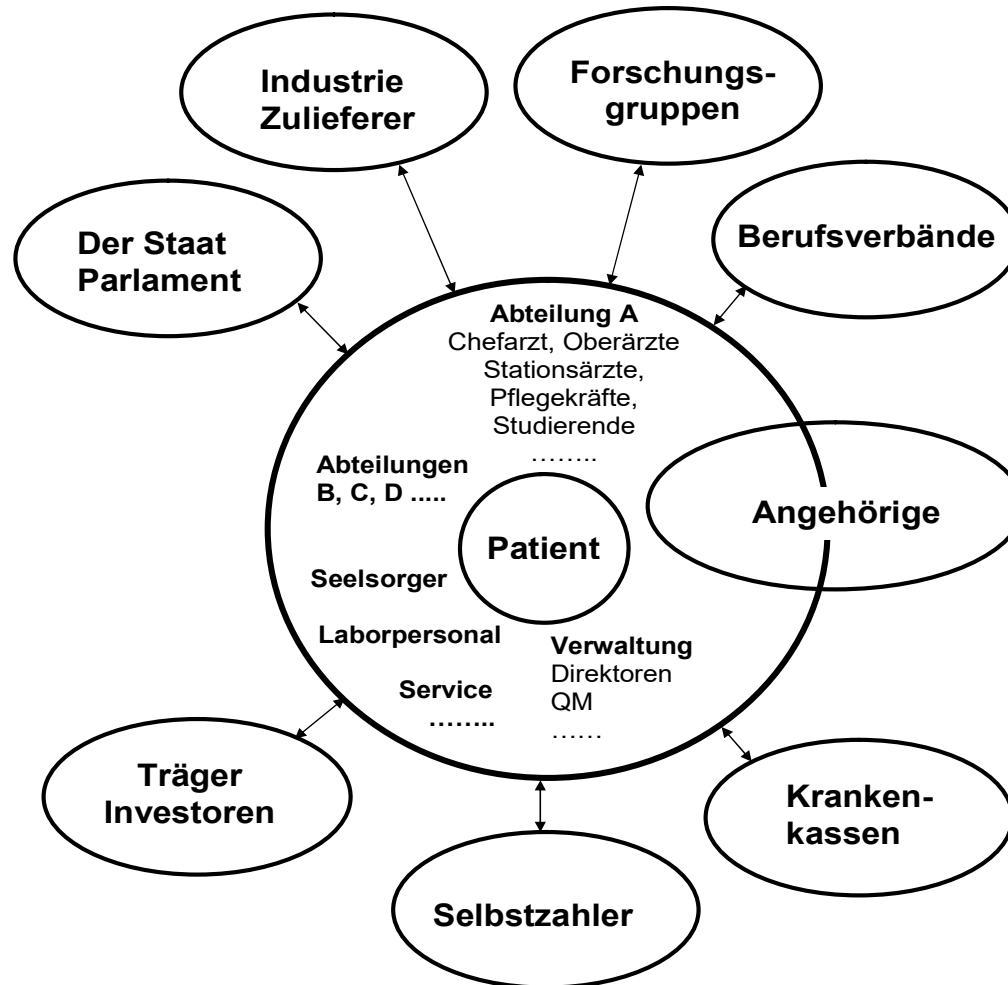 Industrie
Zulieferer
Forschungs-
gruppen
Der Staat
Parlament
Berufsverbände
Abteilung A
Chefarzt, Oberärzte
Stationsärzte,
Pflegekräfte,
Studierende
……..
Abteilungen
B, C, D .....
Angehörige
Patient
Seelsorger
Laborpersonal
Service
……..
Verwaltung
Direktoren
QM
……
Träger
Investoren
Kranken-
kassen
Selbstzahler